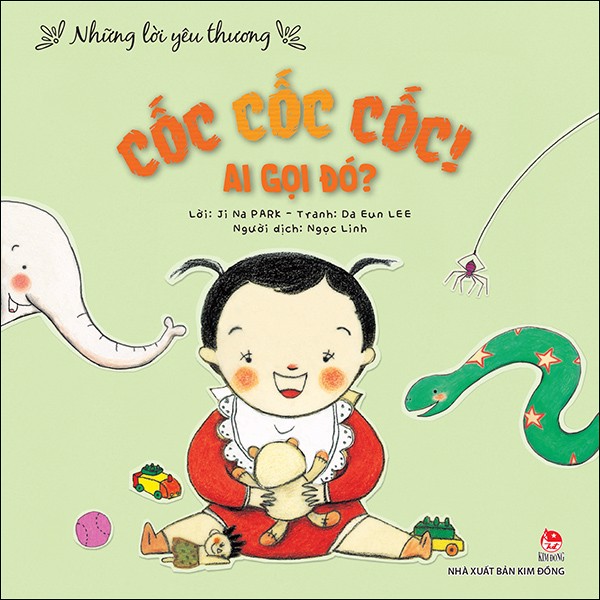 Những lời yêu thương
CỐC CỐC CỐC!
AI GỌI ĐÓ?
Lời: Ji Na PARK - Tranh: Da Eun LEE
Người dịch: Ngọc Linh
KIM ĐỒNG
NHÀ XUẤT BẢN KIM ĐỒNG